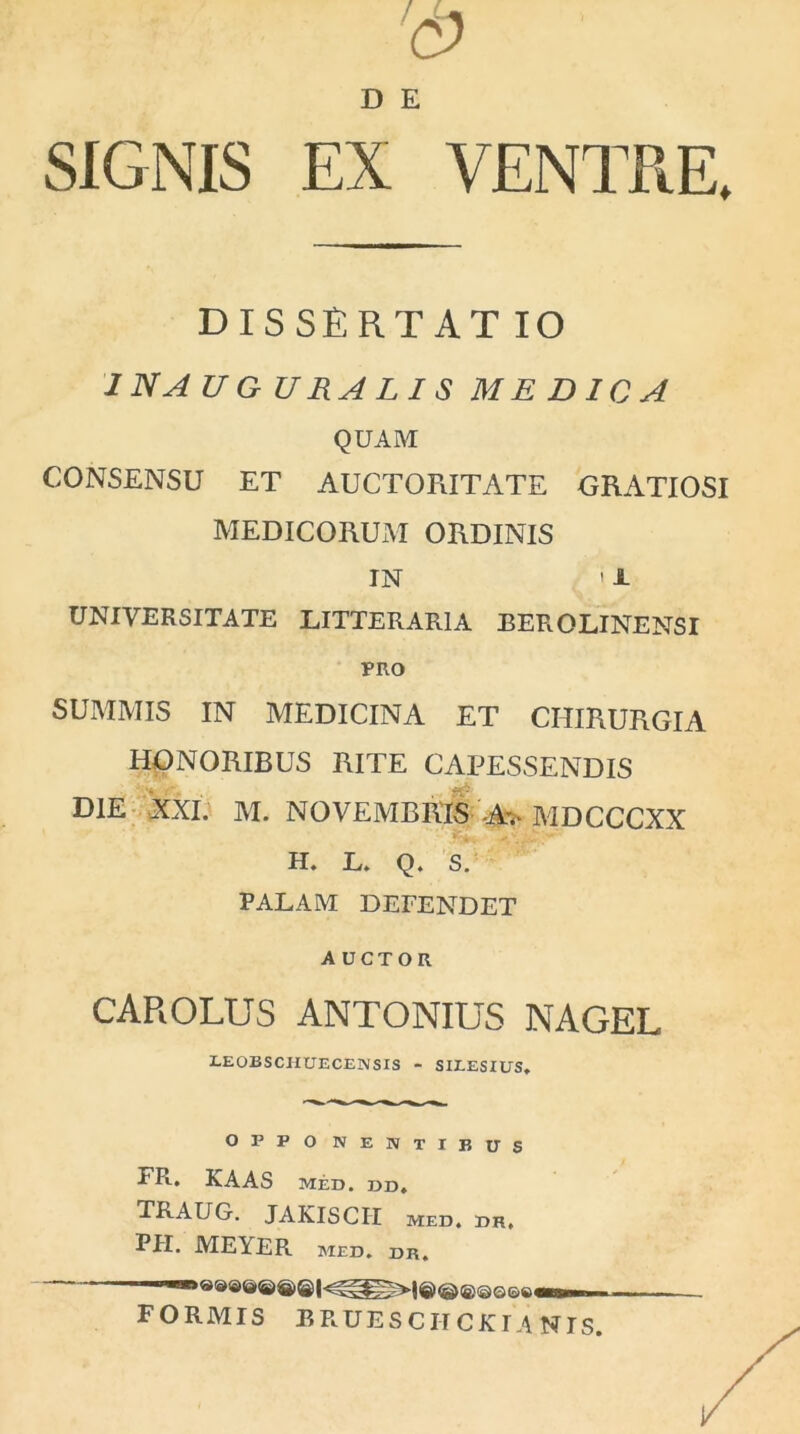 D E
SIGNIS EX VENTRE.
DISSERTATIO
INAUGURALIS MEDICA
QUAM
CONSENSU ET AUCTORITATE GRATIOSI
MEDICORUM ORDINIS
IN
UNIVERSITATE LITTERARIA BEROLINENSI
PRO
SUMMIS IN MEDICINA ET CHIRURGIA
HONORIBUS RITE CAPESSENDIS
DIE XXI. M. NOVEMBRIS A. MDCCCXX
H. L. Q. S.
PALAM DEFENDET
AUCTOR
CAROLUS ANTONIUS NAGEL
LEOBSCHUECENSIS - SILESIUS.
OPPONENTIBUS
FR. KAAS MED. DD.
TRAUG. JAKISCH MED. DR.
PH. MEYER MED. DR.
FORMIS BRUESCHCKIANIS.